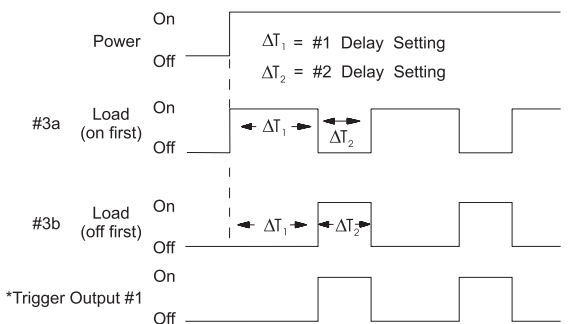 On
Power
Off
ΔT₁ = #1 Delay Setting
ΔT₂ = #2 Delay Setting
On
#3a Load
(on first)
Off
ΔT₁
ΔT₂
On
#3b Load
(off first)
Off
ΔT₁
ΔT₂
On
*Trigger Output #1
Off